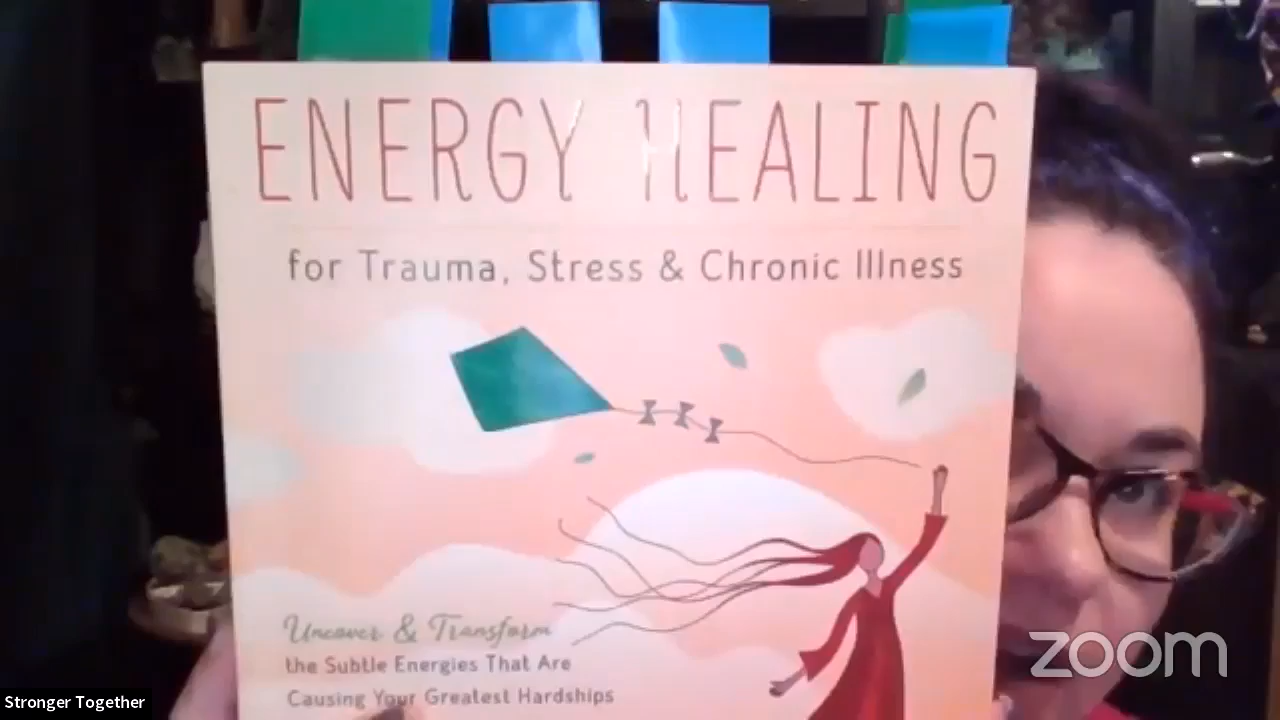 ENERGY HEALING
for Trauma, Stress & Chronic Illness
Uncover & Transform
the Subtle Energies That Are
Causing Your Greatest Hardships
zoom
Stronger Together